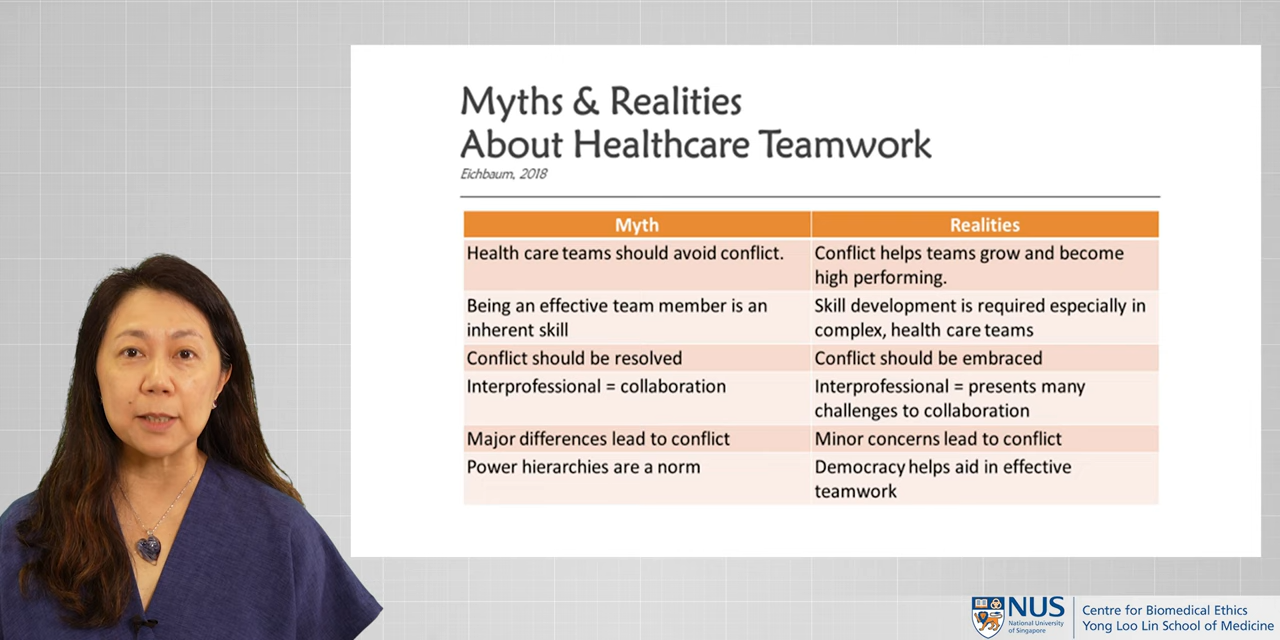 Myths & Realities
About Healthcare Teamwork
Eichbaum, 2018
Myth
Realities
Health care teams should avoid conflict.
Conflict helps teams grow and become
high performing.
Being an effective team member is an
inherent skill
Skill development is required especially in
complex, health care teams
Conflict should be resolved
Conflict should be embraced
Interprofessional = collaboration
Interprofessional = presents many
challenges to collaboration
Major differences lead to conflict
Minor concerns lead to conflict
Power hierarchies are a norm
Democracy helps aid in effective
teamwork
NUS
National University
of Singapore
Centre for Biomedical Ethics
Yong Loo Lin School of Medicine